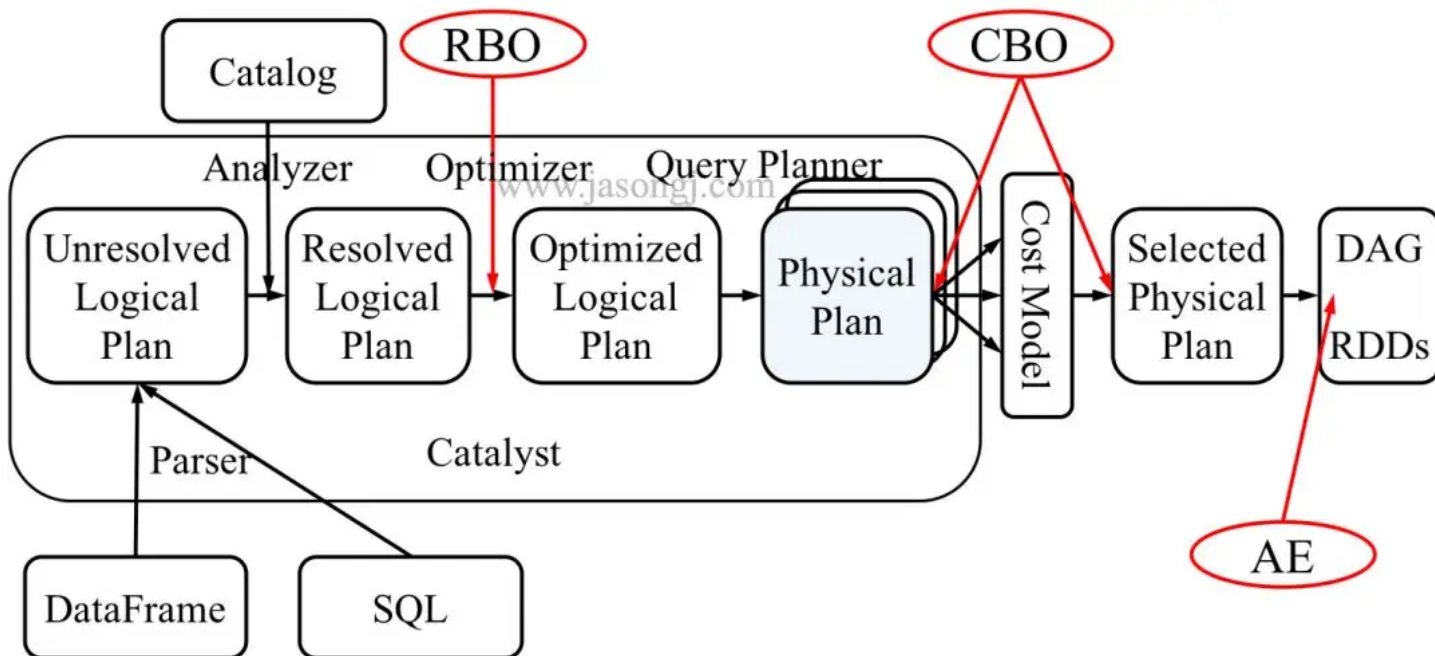 RBO
CBO
Catalog
Analyzer
Optimizer
Query Planner
www.jasongj.com
Unresolved
Logical
Plan
Resolved
Logical
Plan
Optimized
Logical
Plan
Physical
Plan
Cost Model
Selected
Physical
Plan
DAG
RDDs
Parser
Catalyst
AE
DataFrame
SQL